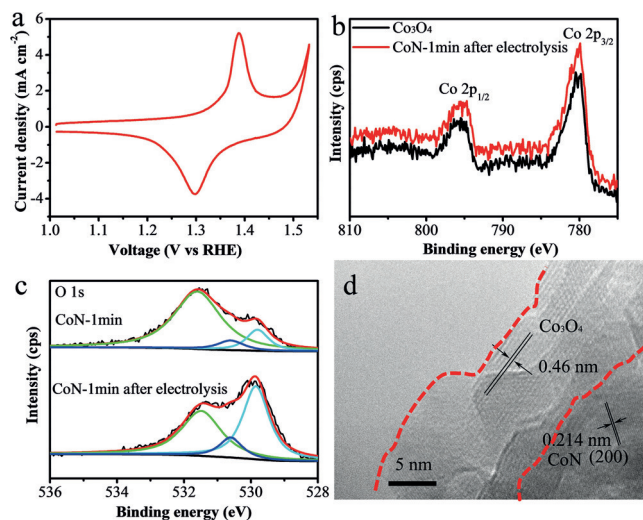 a
6
4
2
0
-2
-4
Current density (mA cm⁻²)
1.0 1.1 1.2 1.3 1.4 1.5
Voltage (V vs RHE)
b
Co₃O₄
CoN-1min after electrolysis
Co 2p₃/₂
Co 2p₁/₂
Intensity (cps)
810 800 790 780
Binding energy (eV)
c
O 1s
CoN-1min
CoN-1min after electrolysis
Intensity (cps)
536 534 532 530 528
Binding energy (eV)
d
Co₃O₄
0.46 nm
0.214 nm
CoN (200)
5 nm